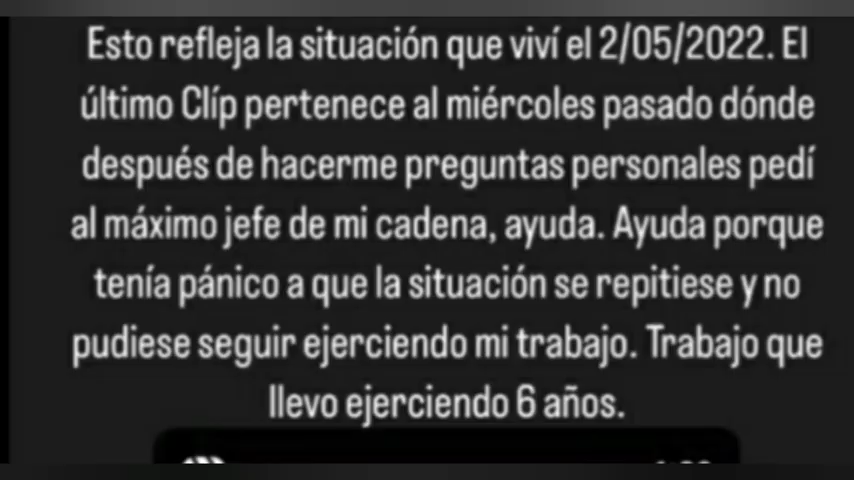 Esto refleja la situación que viví el 2/05/2022. El
último Clíp pertenece al miércoles pasado dónde
después de hacerme preguntas personales pedí
al máximo jefe de mi cadena, ayuda. Ayuda porque
tenía pánico a que la situación se repitiese y no
pudiese seguir ejerciendo mi trabajo. Trabajo que
llevo ejerciendo 6 años.